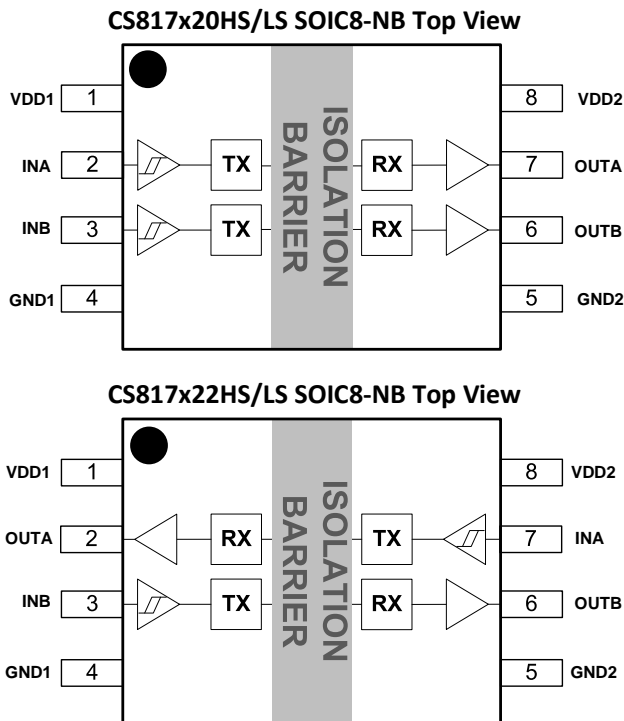 CS817x20HS/LS SOIC8-NB Top View
VDD1 1 8 VDD2
INA 2 TX RX 7 OUTA
INB 3 TX RX 6 OUTB
GND1 4 5 GND2
ISOLATION
BARRIER
CS817x22HS/LS SOIC8-NB Top View
VDD1 1 8 VDD2
OUTA 2 RX TX 7 INA
INB 3 TX RX 6 OUTB
GND1 4 5 GND2
ISOLATION
BARRIER